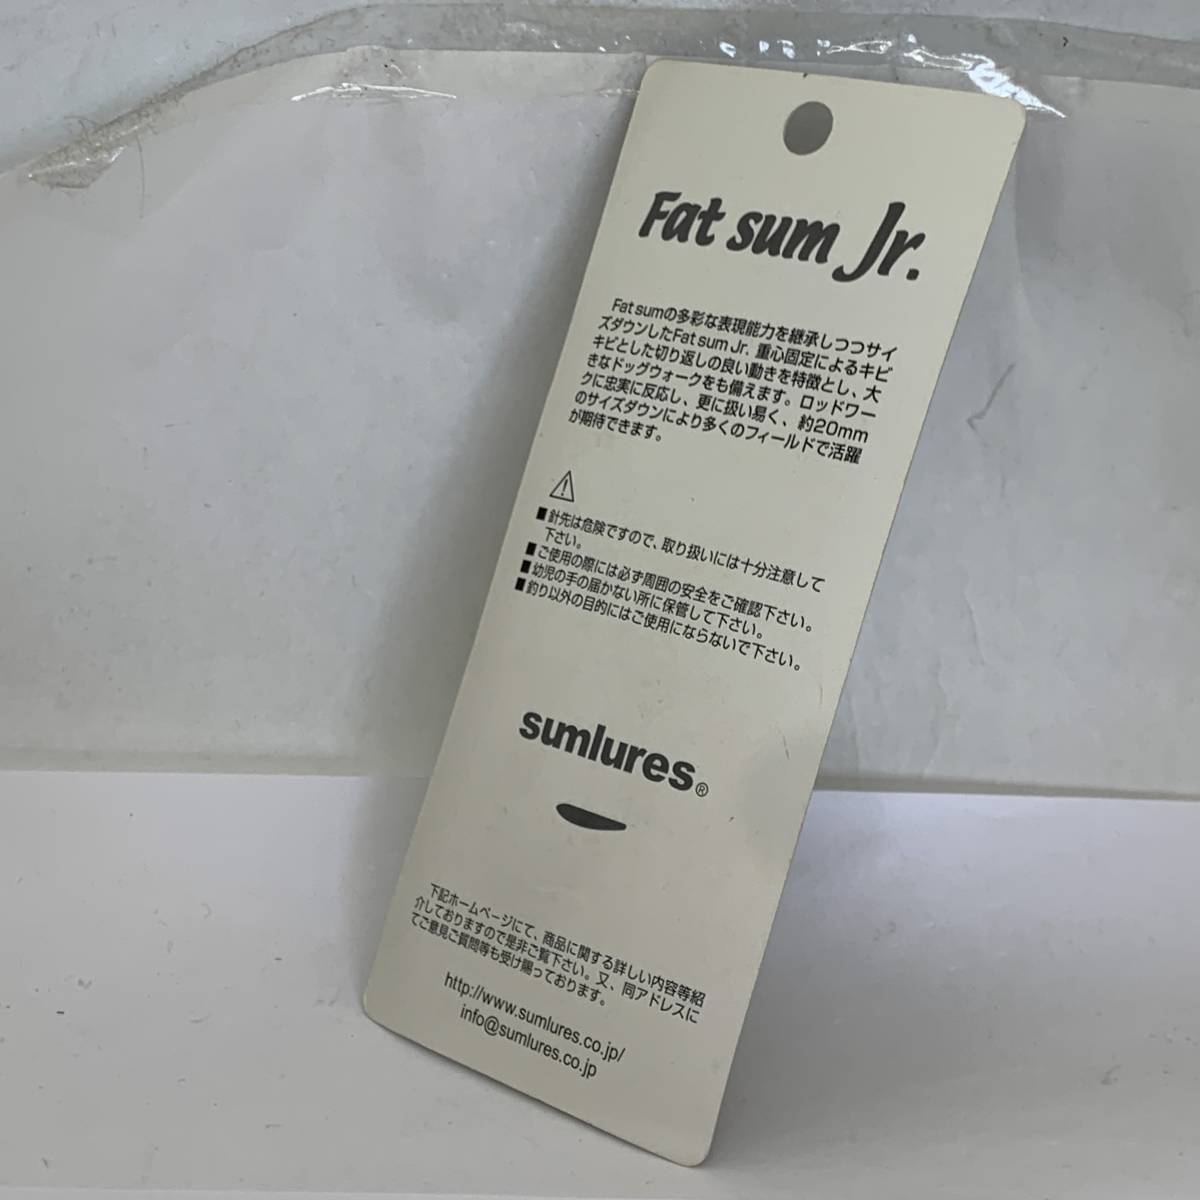 Fat sum Jr.
Fat sumの多彩な表現能力を継承しつつサイ
ズダウンしたFat sum Jr. 重心固定によるキビ
キビとした切り返しの良い動きを特徴とし、大
きなドッグウォークをも備えます。ロッドワー
クに忠実に反応し、更に扱い易く、約20mm
のサイズダウンにより多くのフィールドで活躍
が期待できます。
■針先は危険ですので、取り扱いには十分注意して
下さい。
■ご使用の際には必ず周囲の安全をご確認下さい。
■幼児の手の届かない所に保管して下さい。
■釣り以外の目的にはご使用にならないで下さい。
sumlures®
下記ホームページにて、商品に関する詳しい内容等紹
介しておりますので是非ご覧下さい。又、同アドレスに
てご意見ご質問等も受け賜っております。
http://www.sumlures.co.jp/
info@sumlures.co.jp